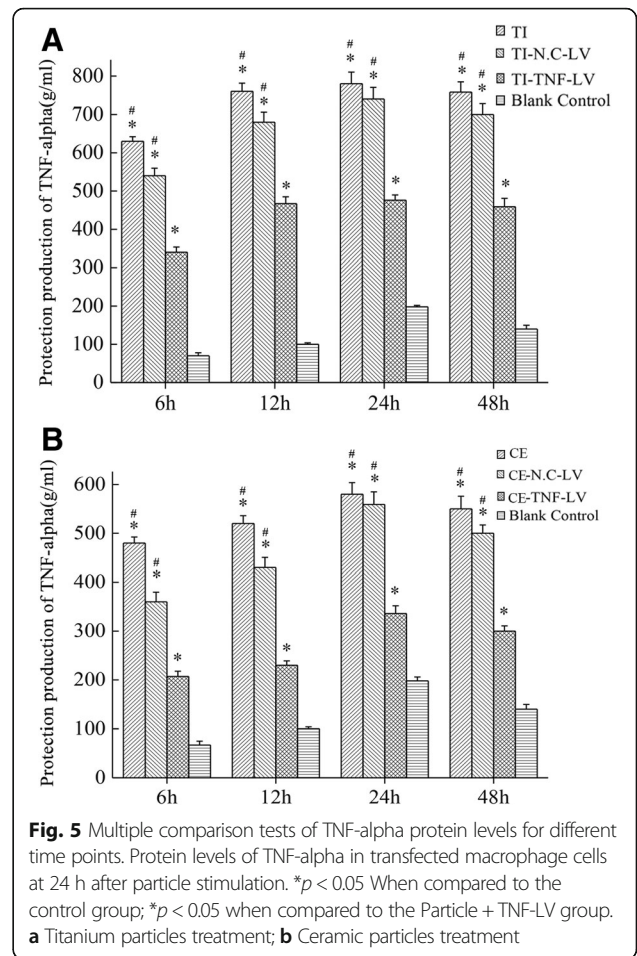 A
TI
TI-N.C-LV
TI-TNF-LV
Blank Control
Protection production of TNF-alpha(g/ml)
800
700
600
500
400
300
200
100
0
# # # # # # # #
* * * * * * * * * * * *
6h 12h 24h 48h
B
CE
CE-N.C-LV
CE-TNF-LV
Blank Control
Protection production of TNF-alpha(g/ml)
600
500
400
300
200
100
0
# # # # # # # #
* * * * * * * * * * * *
6h 12h 24h 48h
Fig. 5 Multiple comparison tests of TNF-alpha protein levels for different
time points. Protein levels of TNF-alpha in transfected macrophage cells
at 24 h after particle stimulation. *p < 0.05 When compared to the
control group; *p < 0.05 when compared to the Particle + TNF-LV group.
a Titanium particles treatment; b Ceramic particles treatment